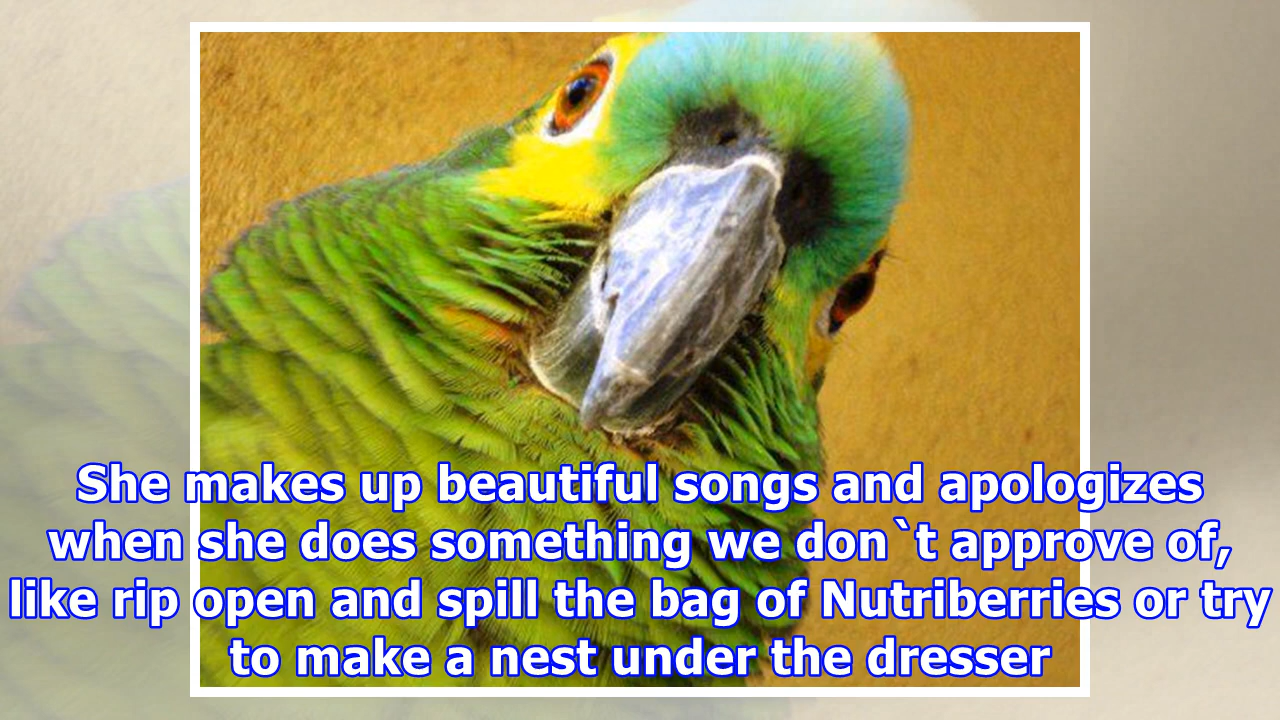 She makes up beautiful songs and apologizes
when she does something we don`t approve of,
like rip open and spill the bag of Nutriberries or try
to make a nest under the dresser